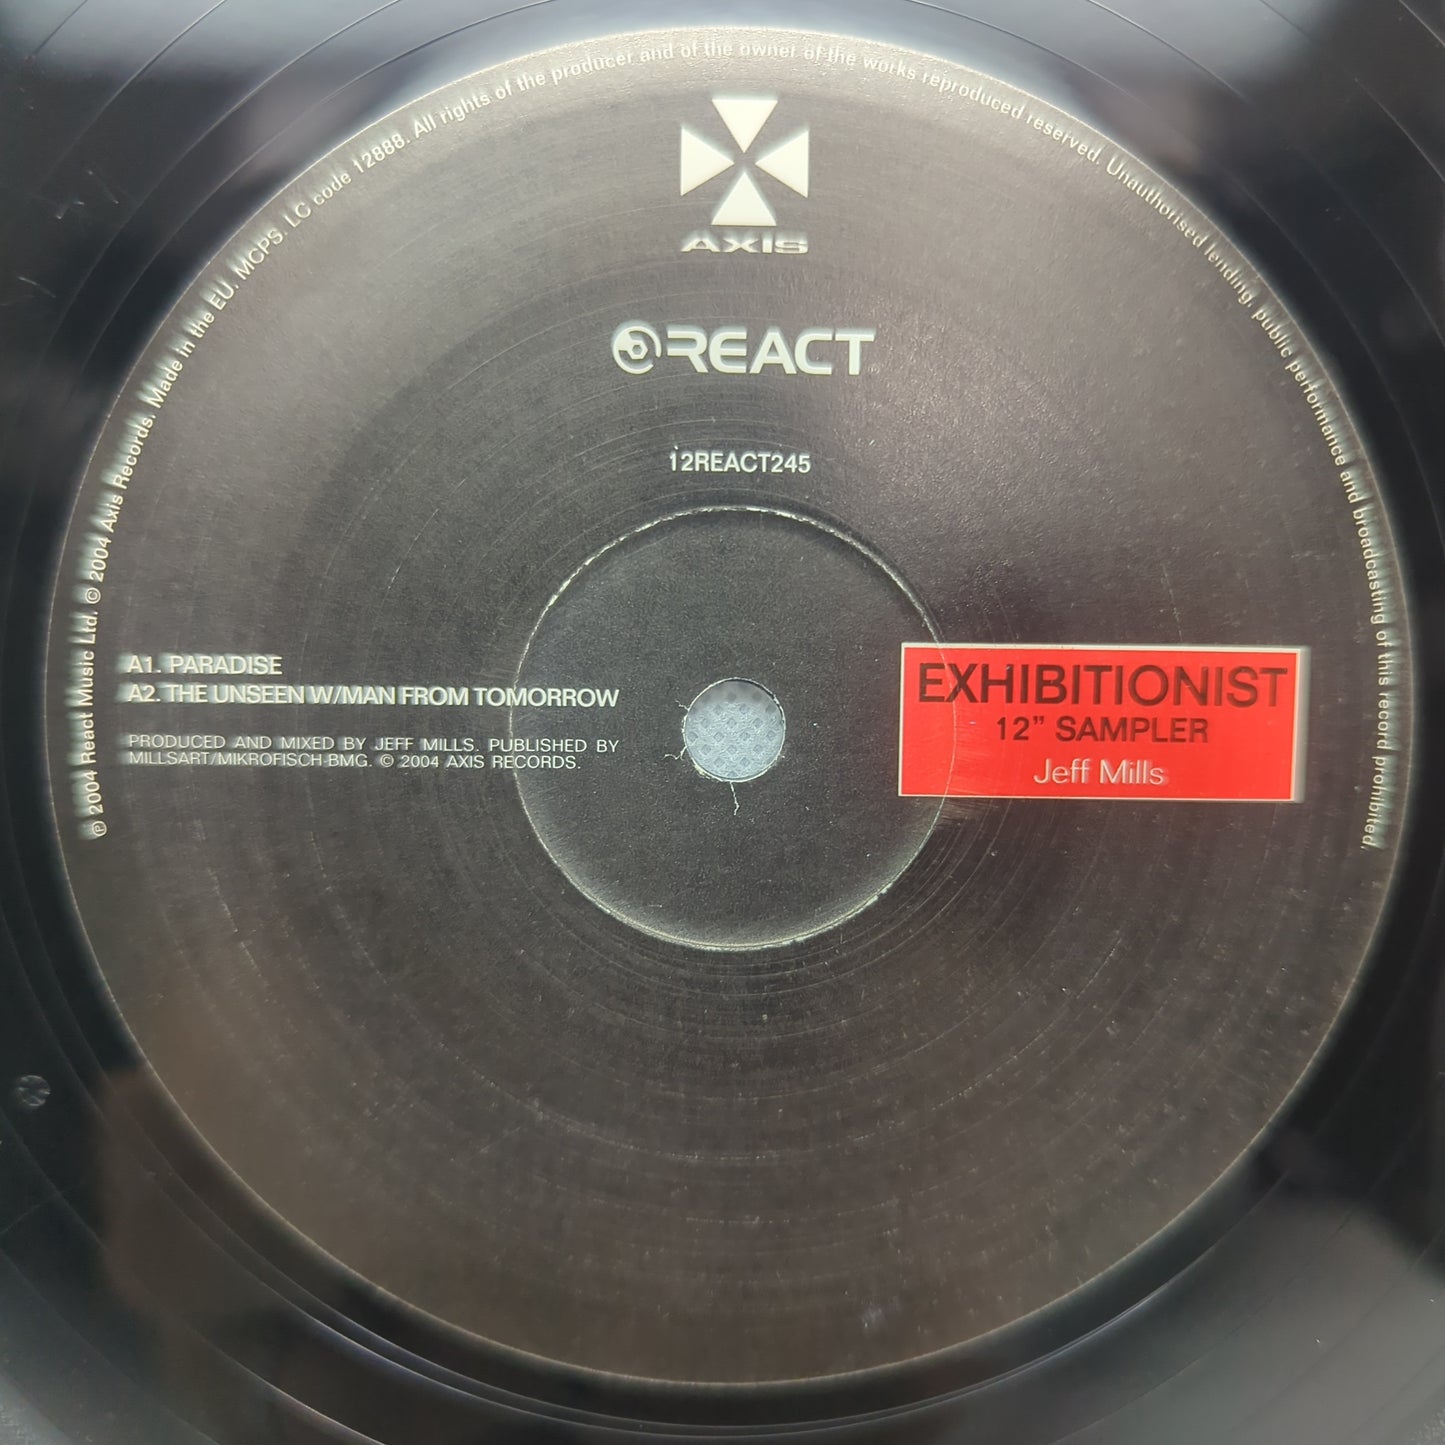 ℗ 2004 React Music Ltd. © 2004 Axis Records. Made in the EU. MCPS. LC code 12888. All rights of the producer and of the owner of the works reproduced reserved. Unauthorised lending, public performance and broadcasting of this record prohibited.
AXIS
REACT
12REACT245
A1. PARADISE
A2. THE UNSEEN W/MAN FROM TOMORROW
PRODUCED AND MIXED BY JEFF MILLS. PUBLISHED BY
MILLSART/MIKROFISCH-BMG. © 2004 AXIS RECORDS.
EXHIBITIONIST
12” SAMPLER
Jeff Mills